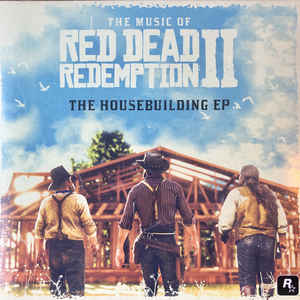 THE MUSIC OF
RED DEAD
REDEMPTION II
THE HOUSEBUILDING EP
R